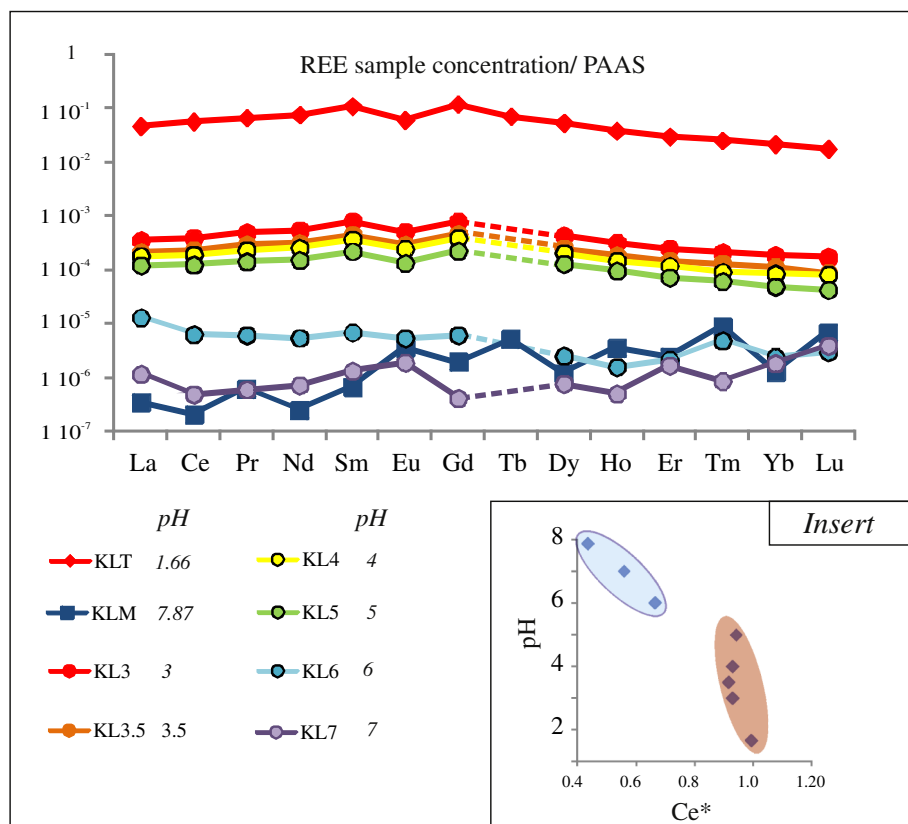 REE sample concentration/ PAAS
1
1 10-1
1 10-2
1 10-3
1 10-4
1 10-5
1 10-6
1 10-7
La Ce Pr Nd Sm Eu Gd Tb Dy Ho Er Tm Yb Lu
pH pH
KLT 1.66 KL4 4
KLM 7.87 KL5 5
KL3 3 KL6 6
KL3.5 3.5 KL7 7
Insert
pH
8
6
4
2
0.4 0.6 0.8 1.0 1.20
Ce*